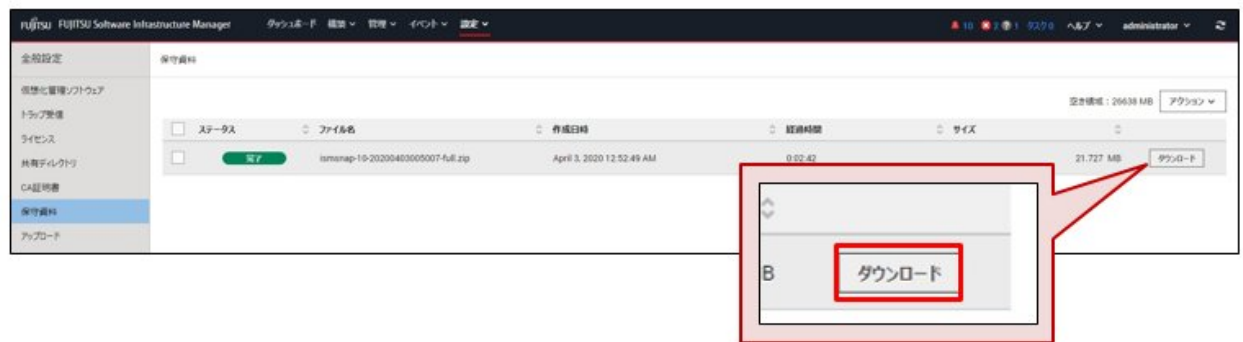 FUJITSU FUJITSU Software Infrastructure Manager ダッシュボード 構築 管理 イベント 設定 10 3 1 タスク 0 ヘルプ administrator
全般設定 保守資料
仮想化管理ソフトウェア
空き領域：26638 MB アクション
トラップ受信
ステータス ファイル名 作成日時 経過時間 サイズ
ライセンス
完了 ismsnap-10-20200403005007-full.zip April 3, 2020 12:52:49 AM 0:02:42 21.727 MB ダウンロード
共有ディレクトリ
CA証明書
保守資料
アップロード
B ダウンロード